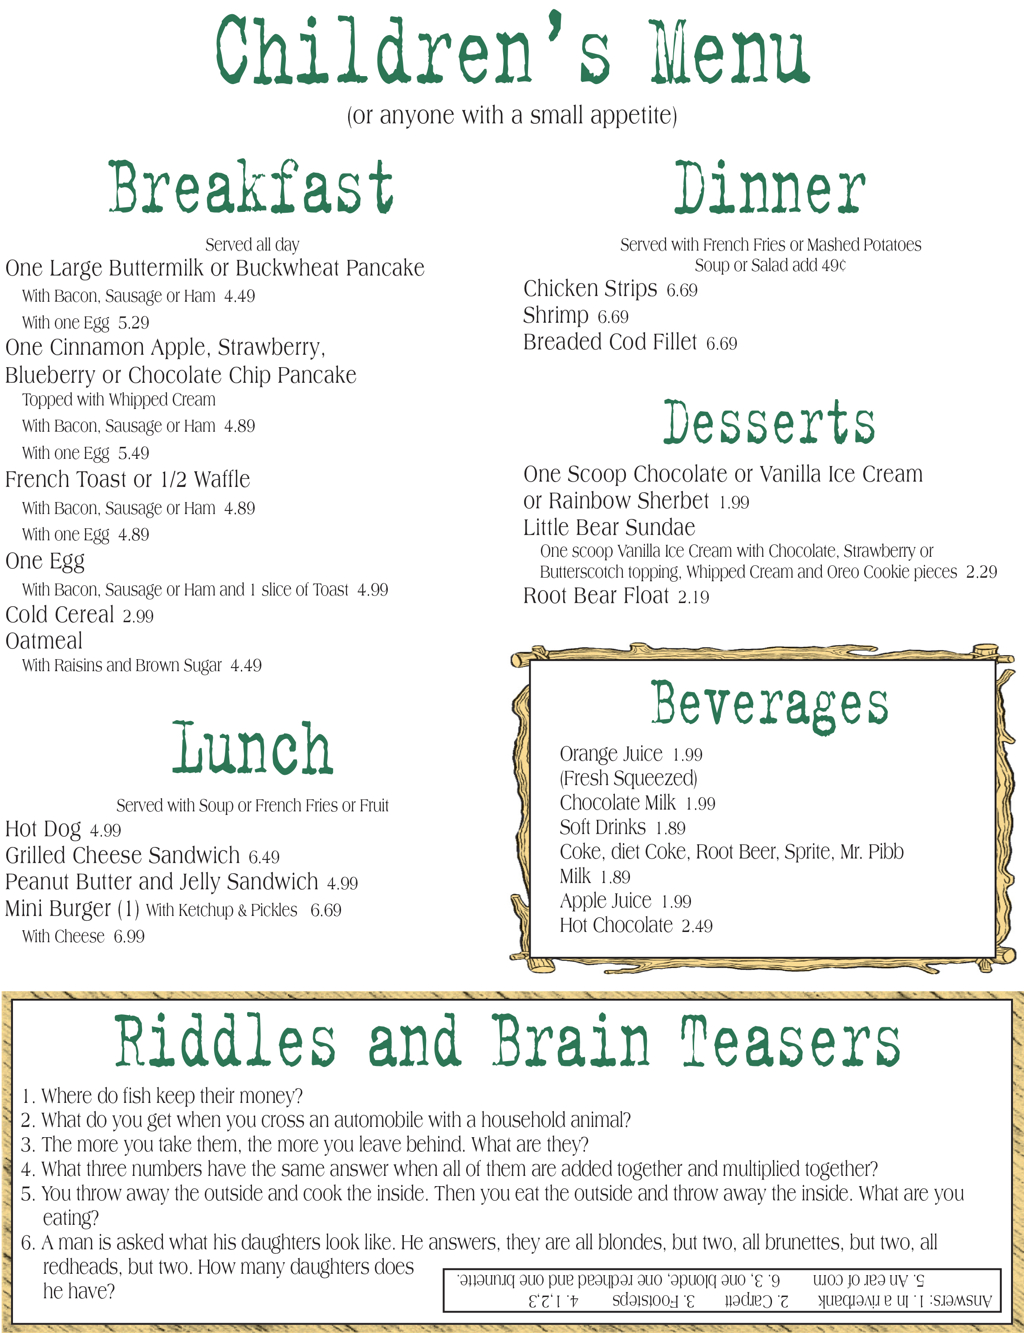 Children's Menu
(or anyone with a small appetite)
Breakfast
Served all day
One Large Buttermilk or Buckwheat Pancake
With Bacon, Sausage or Ham 4.49
With one Egg 5.29
One Cinnamon Apple, Strawberry,
Blueberry or Chocolate Chip Pancake
Topped with Whipped Cream
With Bacon, Sausage or Ham 4.89
With one Egg 5.49
French Toast or 1/2 Waffle
With Bacon, Sausage or Ham 4.89
With one Egg 4.89
One Egg
With Bacon, Sausage or Ham and 1 slice of Toast 4.99
Cold Cereal 2.99
Oatmeal
With Raisins and Brown Sugar 4.49
Lunch
Served with Soup or French Fries or Fruit
Hot Dog 4.99
Grilled Cheese Sandwich 6.49
Peanut Butter and Jelly Sandwich 4.99
Mini Burger (1) With Ketchup & Pickles 6.69
With Cheese 6.99
Dinner
Served with French Fries or Mashed Potatoes
Soup or Salad add 49¢
Chicken Strips 6.69
Shrimp 6.69
Breaded Cod Fillet 6.69
Desserts
One Scoop Chocolate or Vanilla Ice Cream
or Rainbow Sherbet 1.99
Little Bear Sundae
One scoop Vanilla Ice Cream with Chocolate, Strawberry or
Butterscotch topping, Whipped Cream and Oreo Cookie pieces 2.29
Root Bear Float 2.19
Beverages
Orange Juice 1.99
(Fresh Squeezed)
Chocolate Milk 1.99
Soft Drinks 1.89
Coke, diet Coke, Root Beer, Sprite, Mr. Pibb
Milk 1.89
Apple Juice 1.99
Hot Chocolate 2.49
Riddles and Brain Teasers
1. Where do fish keep their money?
2. What do you get when you cross an automobile with a household animal?
3. The more you take them, the more you leave behind. What are they?
4. What three numbers have the same answer when all of them are added together and multiplied together?
5. You throw away the outside and cook the inside. Then you eat the outside and throw away the inside. What are you
eating?
6. A man is asked what his daughters look like. He answers, they are all blondes, but two, all brunettes, but two, all
redheads, but two. How many daughters does
he have?
Answers: 1. In a riverbank 2. Carpett 3. Footsteps 4. 1,2,3
5. An ear of corn 6. 3, one blonde, one redhead and one brunette.